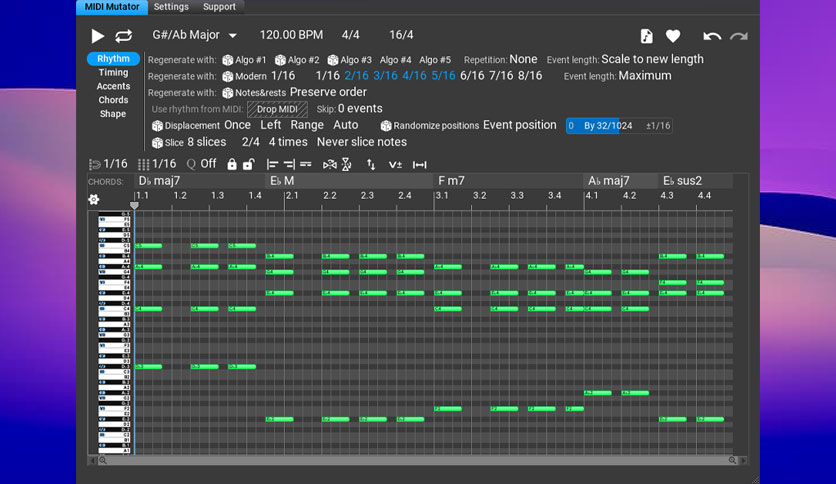 MIDI Mutator Settings Support
G#/Ab Major 120.00 BPM 4/4 16/4
Rhythm Regenerate with: Algo #1 Algo #2 Algo #3 Algo #4 Algo #5 Repetition: None Event length: Scale to new length
Timing Regenerate with: Modern 1/16 1/16 2/16 3/16 4/16 5/16 6/16 7/16 8/16 Event length: Maximum
Accents Regenerate with: Notes&rests Preserve order
Chords Use rhythm from MIDI: Drop MIDI Skip: 0 events
Shape Displacement Once Left Range Auto Randomize positions Event position 0 By 32/1024 ±1/16
Slice 8 slices 2/4 4 times Never slice notes
1/16 1/16 Q Off
CHORDS: D♭ maj7 E♭ M F m7 A♭ maj7 E♭ sus2
1.1 1.2 1.3 1.4 2.1 2.2 2.3 2.4 3.1 3.2 3.3 3.4 4.1 4.2 4.3 4.4